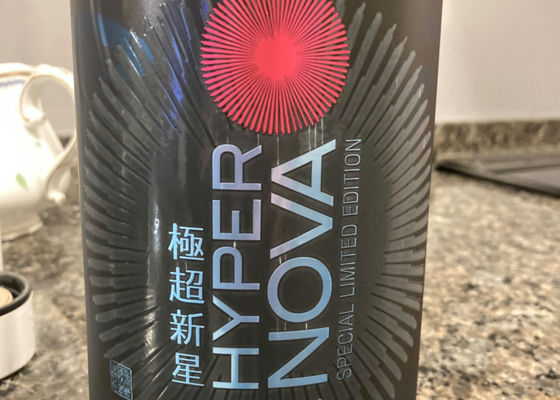 極超新星
HYPER
NOVA
SPECIAL LIMITED EDITION